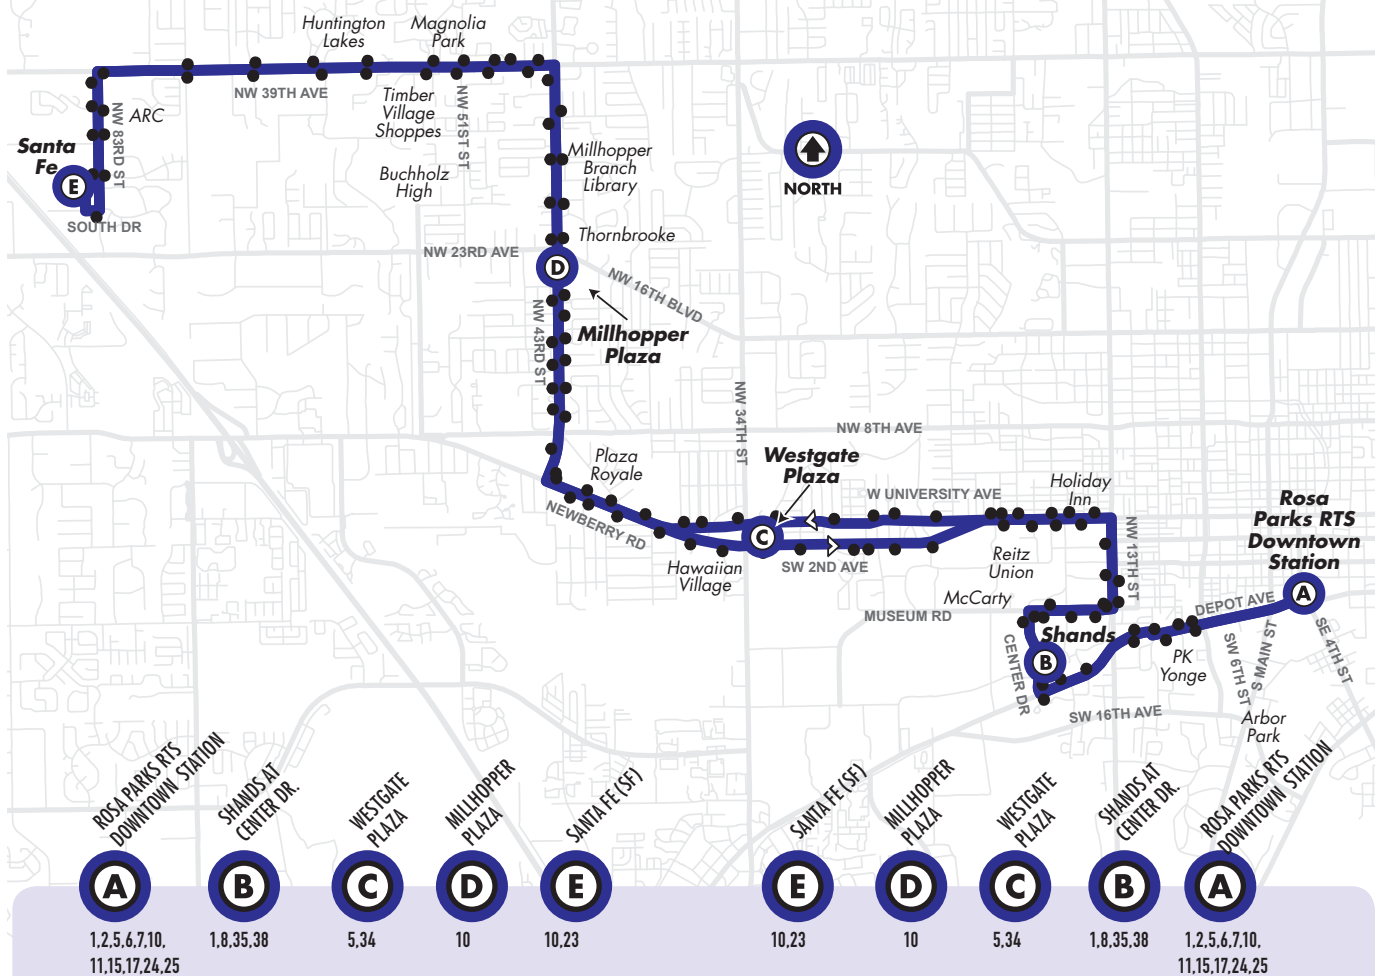 Huntington
Lakes
Magnolia
Park
NW 39TH AVE
NW 83RD ST
ARC
Timber
Village
Shoppes
NW 51ST ST
Santa
Fe
E
Buchholz
High
Millhopper
Branch
Library
NORTH
SOUTH DR
NW 23RD AVE
Thornbrooke
D
NW 16TH BLVD
NW 43RD ST
Millhopper
Plaza
NW 34TH ST
NW 8TH AVE
Plaza
Royale
Westgate
Plaza
W UNIVERSITY AVE
Holiday
Inn
Rosa
Parks RTS
Downtown
Station
NEWBERRY RD
C
Hawaiian
Village
SW 2ND AVE
Reitz
Union
NW 13TH ST
McCarty
MUSEUM RD
DEPOT AVE
A
Shands
CENTER DR
B
PK
Yonge
SW 6TH ST
S MAIN ST
SE 4TH ST
SW 16TH AVE
Arbor
Park
ROSA PARKS RTS
DOWNTOWN STATION
SHANDS AT
CENTER DR.
WESTGATE
PLAZA
MILLHOPPER
PLAZA
SANTA FE (SF)
SANTA FE (SF)
MILLHOPPER
PLAZA
WESTGATE
PLAZA
SHANDS AT
CENTER DR.
ROSA PARKS RTS
DOWNTOWN STATION
A B C D E E D C B A
1,2,5,6,7,10,
11,15,17,24,25
1,8,35,38
5,34
10
10,23
10,23
10
5,34
1,8,35,38
1,2,5,6,7,10,
11,15,17,24,25